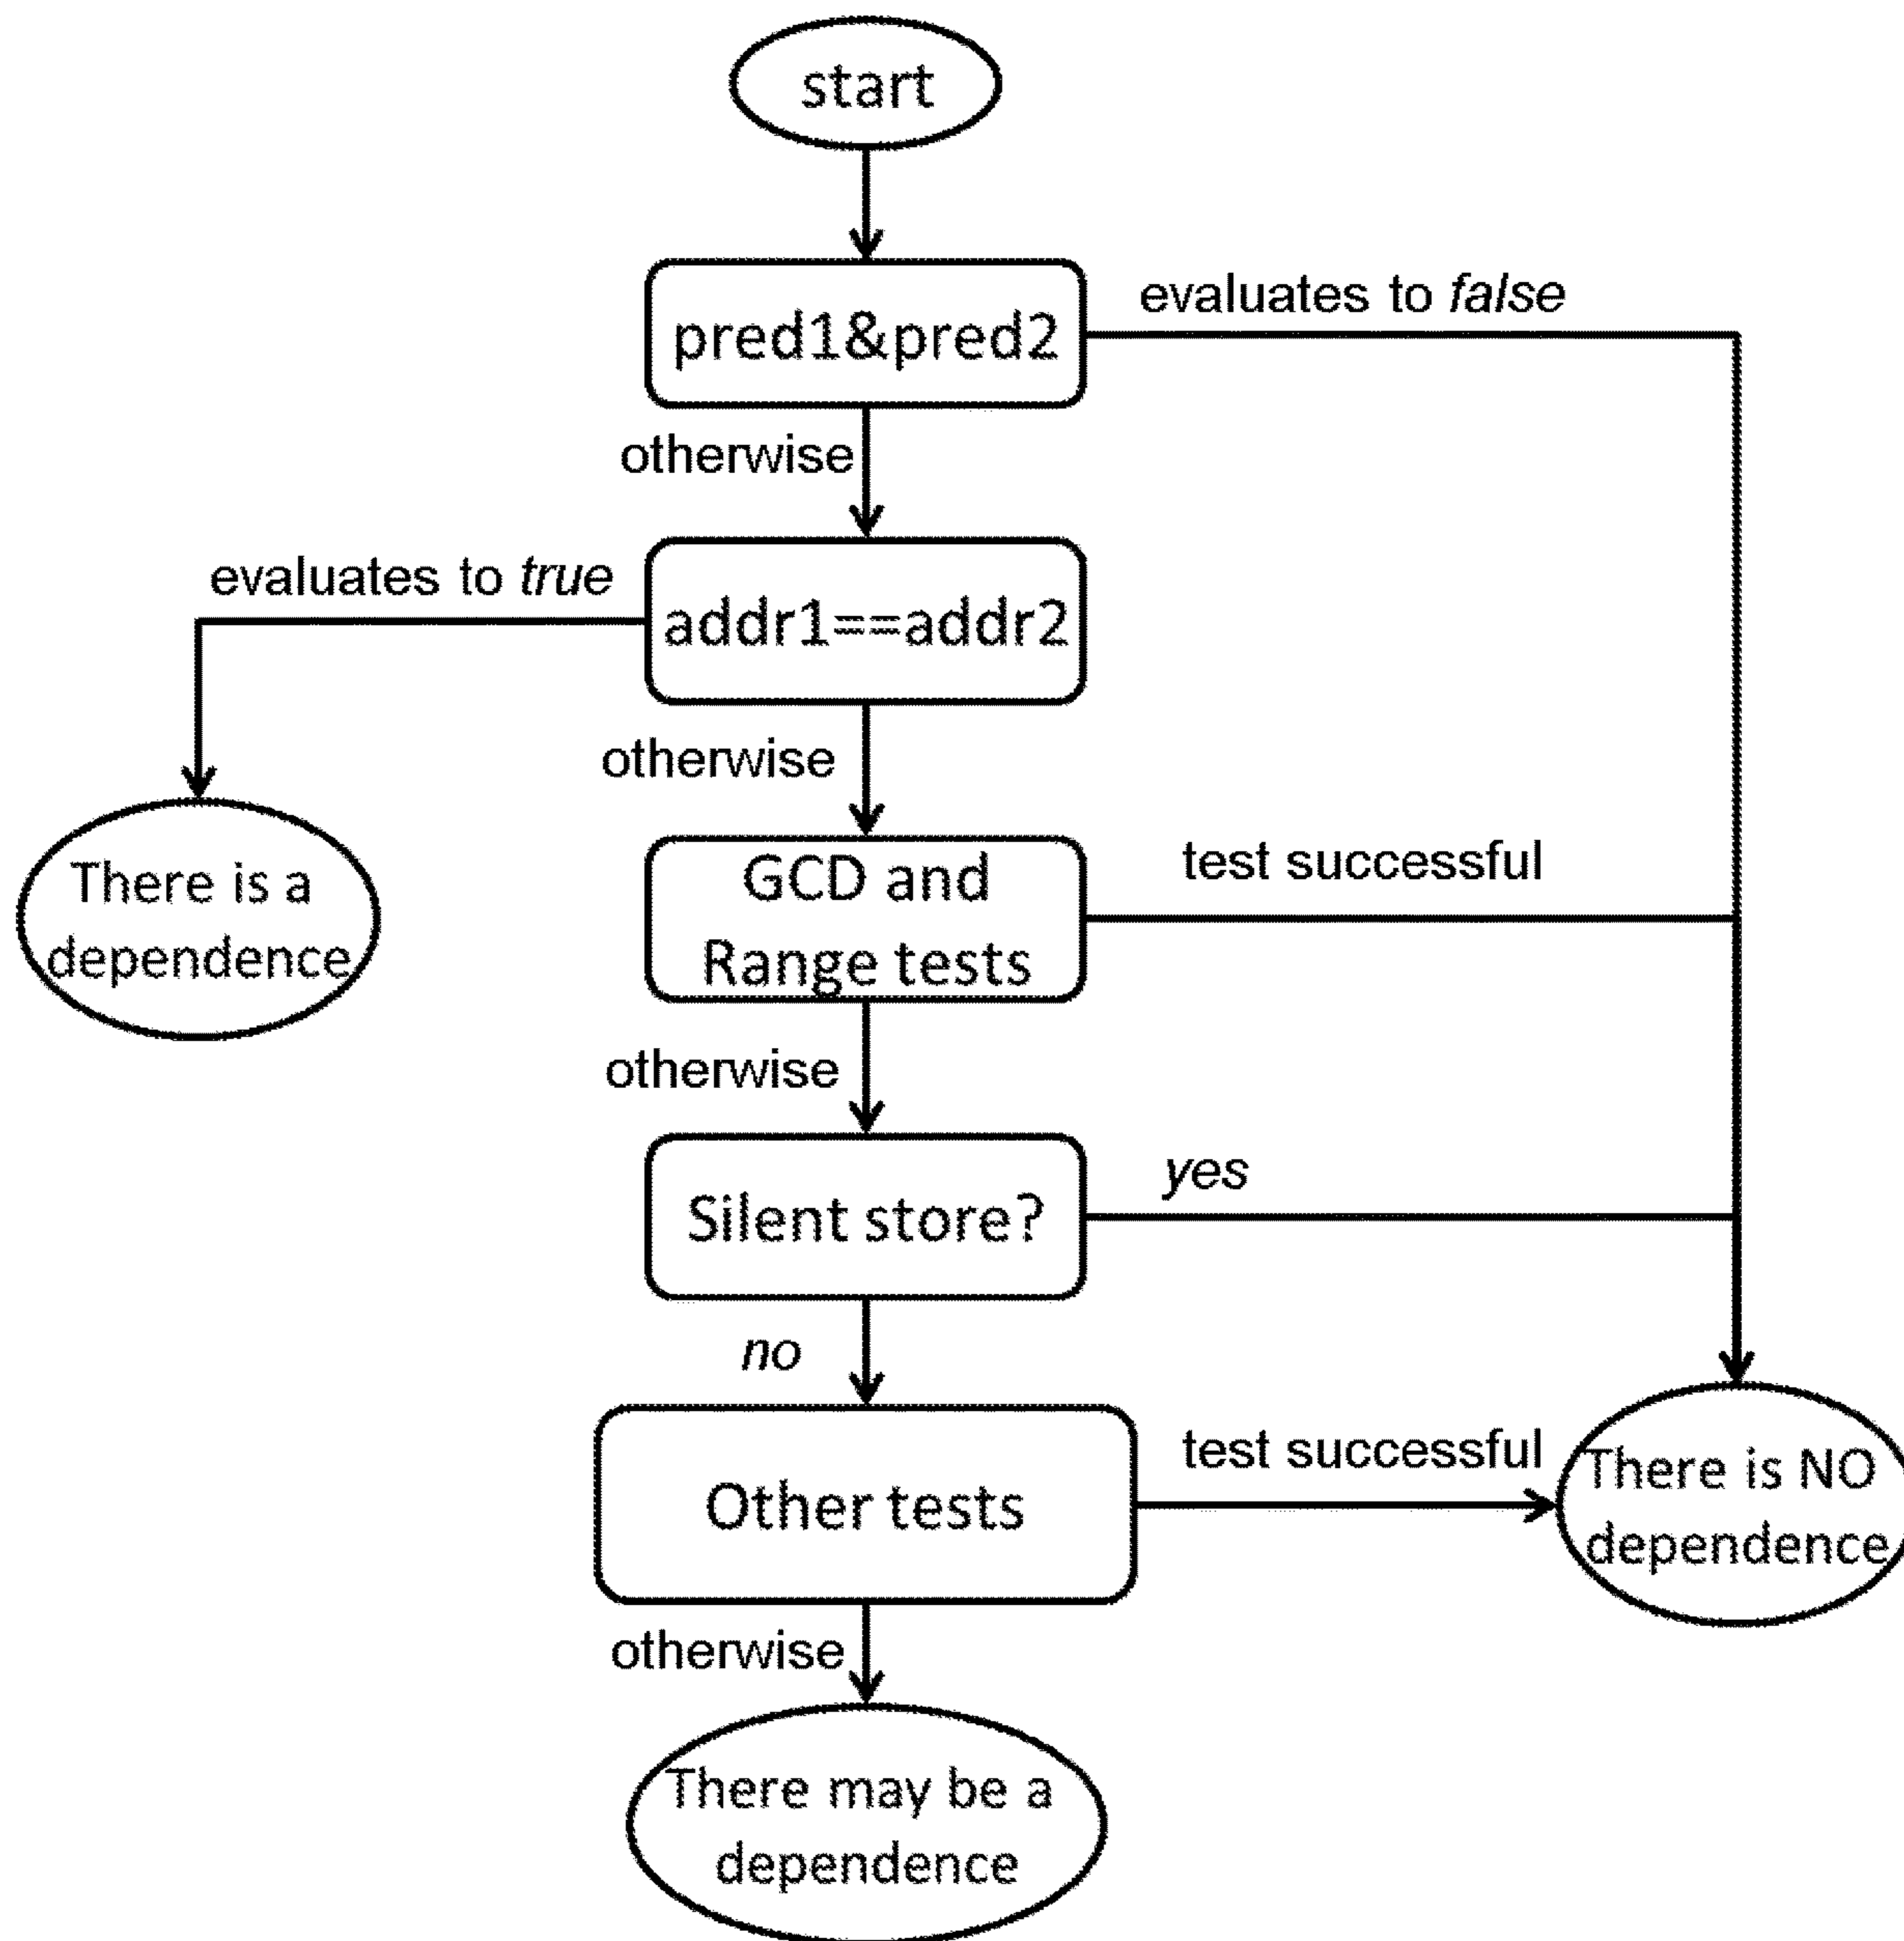 start
pred1&pred2
evaluates to false
otherwise
addr1==addr2
evaluates to true
There is a
dependence
otherwise
GCD and
Range tests
test successful
otherwise
Silent store?
yes
no
Other tests
test successful
There is NO
dependence
otherwise
There may be a
dependence